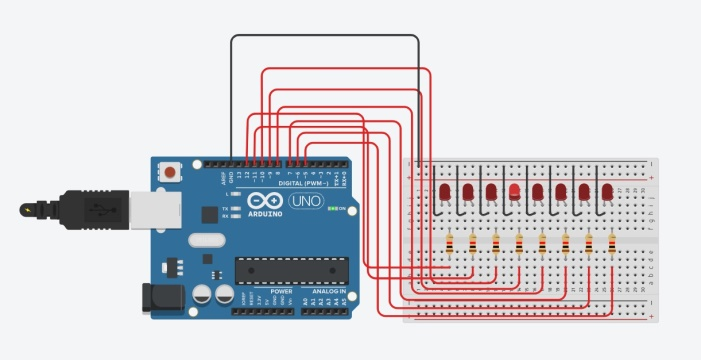 AREF
GND
13
12
~11
~10
~9
8
7
~6
~5
4
~3
2
TX→1
RX←0
DIGITAL (PWM~)
L
TX
RX
ARDUINO
UNO
ON
POWER
ANALOG IN
IOREF
RESET
3.3V
5V
GND
GND
Vin
A0
A1
A2
A3
A4
A5